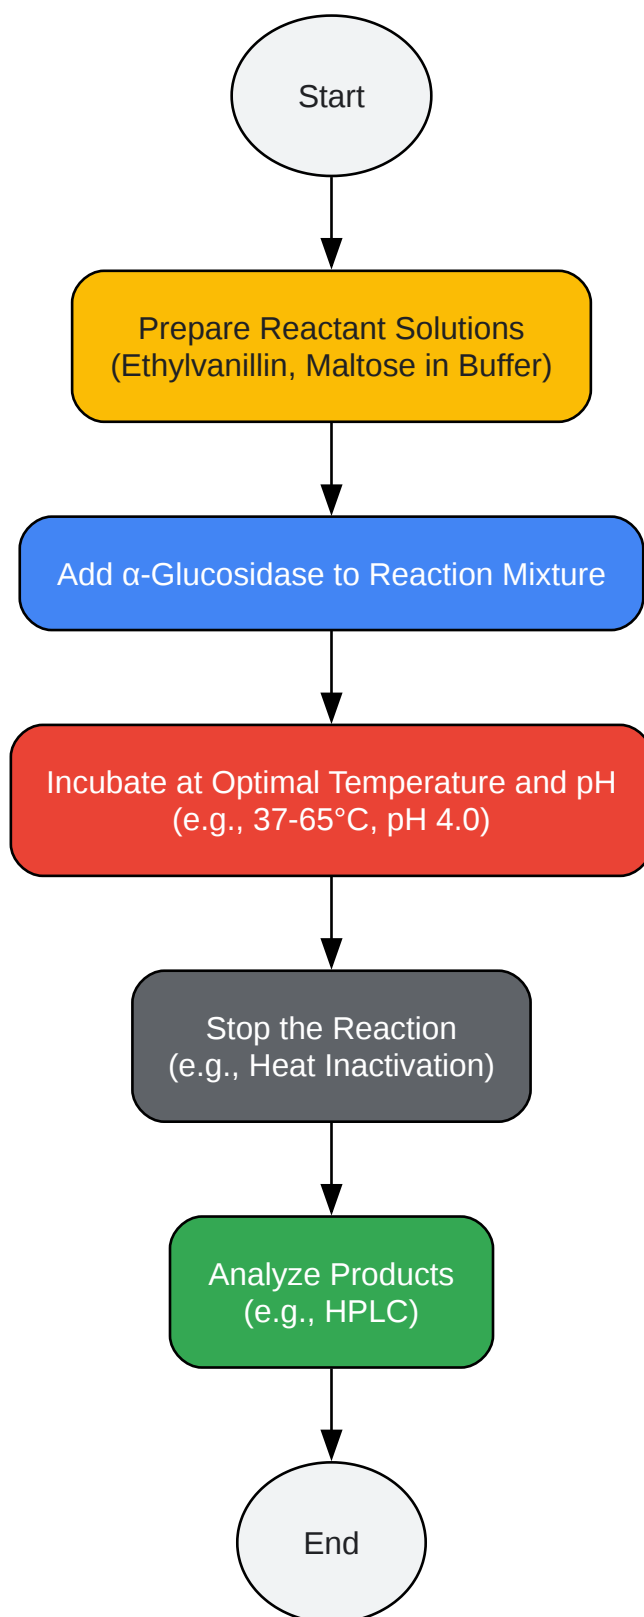 Start
Prepare Reactant Solutions
(Ethylvanillin, Maltose in Buffer)
Add α-Glucosidase to Reaction Mixture
Incubate at Optimal Temperature and pH
(e.g., 37-65°C, pH 4.0)
Stop the Reaction
(e.g., Heat Inactivation)
Analyze Products
(e.g., HPLC)
End